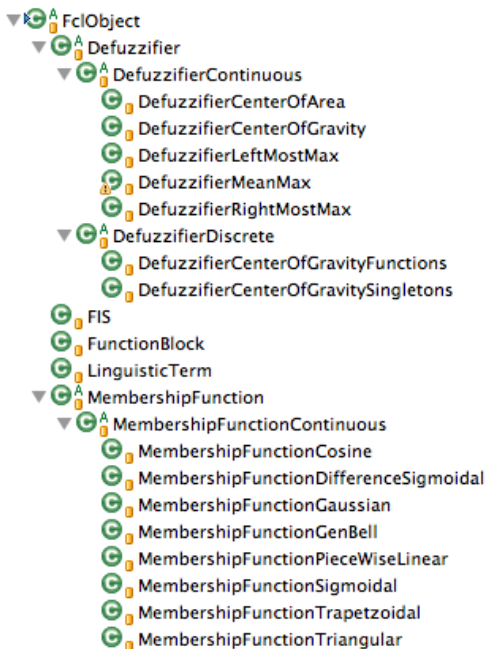 FclObject
Defuzzifier
DefuzzifierContinuous
DefuzzifierCenterOfArea
DefuzzifierCenterOfGravity
DefuzzifierLeftMostMax
DefuzzifierMeanMax
DefuzzifierRightMostMax
DefuzzifierDiscrete
DefuzzifierCenterOfGravityFunctions
DefuzzifierCenterOfGravitySingletons
FIS
FunctionBlock
LinguisticTerm
MembershipFunction
MembershipFunctionContinuous
MembershipFunctionCosine
MembershipFunctionDifferenceSigmoidal
MembershipFunctionGaussian
MembershipFunctionGenBell
MembershipFunctionPieceWiseLinear
MembershipFunctionSigmoidal
MembershipFunctionTrapetzoidal
MembershipFunctionTriangular